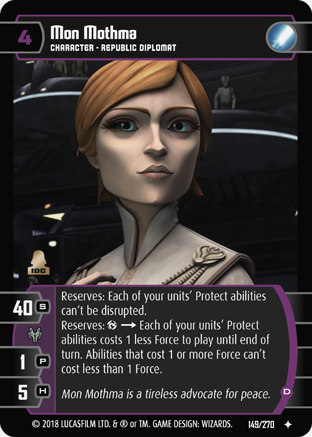 4
Mon Mothma
CHARACTER - REPUBLIC DIPLOMAT
IDC
40 S
Reserves: Each of your units' Protect abilities
can't be disrupted.
Reserves: → Each of your units' Protect
abilities costs 1 less Force to play until end of
turn. Abilities that cost 1 or more Force can't
cost less than 1 Force.
1 P
5 H
Mon Mothma is a tireless advocate for peace.
D
© 2018 LUCASFILM LTD. & ® or TM. GAME DESIGN: WIZARDS.
149/270